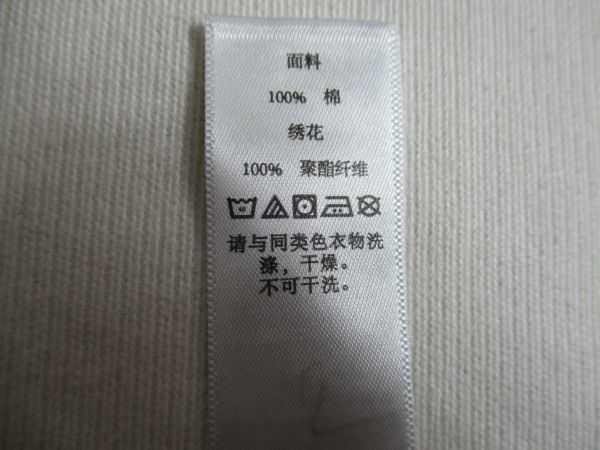 面料
100% 棉
绣花
100% 聚酯纤维
请与同类色衣物洗
涤，干燥。
不可干洗。